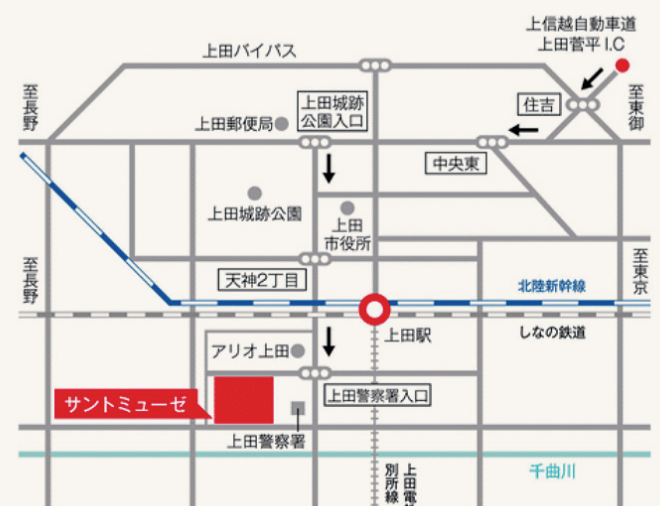 上信越自動車道
上田菅平 I.C
上田バイパス
至長野
上田城跡
公園入口
住吉
至東御
上田郵便局
中央東
上田城跡公園
上田
市役所
至長野
天神2丁目
北陸新幹線
至東京
しなの鉄道
上田駅
アリオ上田
サントミューゼ
上田警察署入口
上田警察署
千曲川
別所線